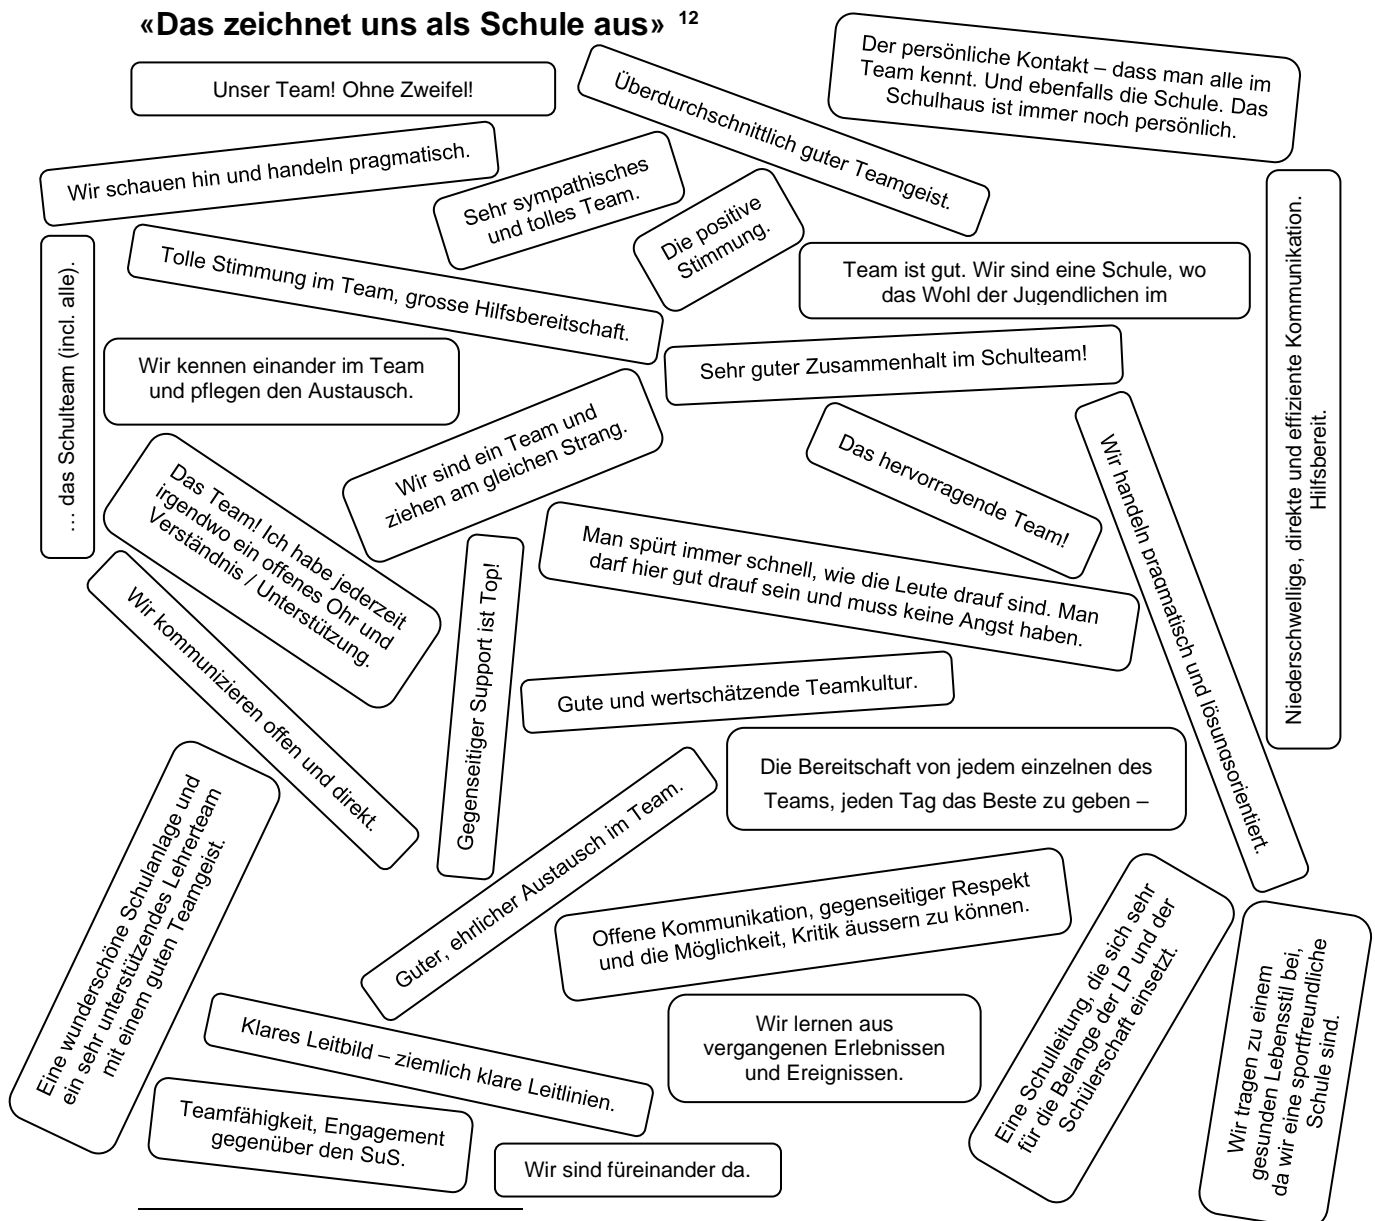 «Das zeichnet uns als Schule aus» 12
Unser Team! Ohne Zweifel!
Überdurchschnittlich guter Teamgeist.
Der persönliche Kontakt – dass man alle im
Team kennt. Und ebenfalls die Schule. Das
Schulhaus ist immer noch persönlich.
Wir schauen hin und handeln pragmatisch.
Sehr sympathisches
und tolles Team.
Die positive
Stimmung.
Niederschwellige, direkte und effiziente Kommunikation.
Hilfsbereit.
… das Schulteam (incl. alle).
Tolle Stimmung im Team, grosse Hilfsbereitschaft.
Team ist gut. Wir sind eine Schule, wo
das Wohl der Jugendlichen im
Wir kennen einander im Team
und pflegen den Austausch.
Sehr guter Zusammenhalt im Schulteam!
Wir sind ein Team und
ziehen am gleichen Strang.
Das hervorragende Team!
Wir handeln pragmatisch und lösungsorientiert.
Das Team! Ich habe jederzeit
irgendwo ein offenes Ohr und
Verständnis / Unterstützung.
Man spürt immer schnell, wie die Leute drauf sind. Man
darf hier gut drauf sein und muss keine Angst haben.
Wir kommunizieren offen und direkt.
Gegenseitiger Support ist Top!
Gute und wertschätzende Teamkultur.
Die Bereitschaft von jedem einzelnen des
Teams, jeden Tag das Beste zu geben –
Eine wunderschöne Schulanlage und
ein sehr unterstützendes Lehrerteam
mit einem guten Teamgeist.
Guter, ehrlicher Austausch im Team.
Offene Kommunikation, gegenseitiger Respekt
und die Möglichkeit, Kritik äussern zu können.
Eine Schulleitung, die sich sehr
für die Belange der LP und der
Schülerschaft einsetzt.
Wir tragen zu einem
gesunden Lebensstil bei,
da wir eine sportfreundliche
Schule sind.
Klares Leitbild – ziemlich klare Leitlinien.
Wir lernen aus
vergangenen Erlebnissen
und Ereignissen.
Teamfähigkeit, Engagement
gegenüber den SuS.
Wir sind füreinander da.